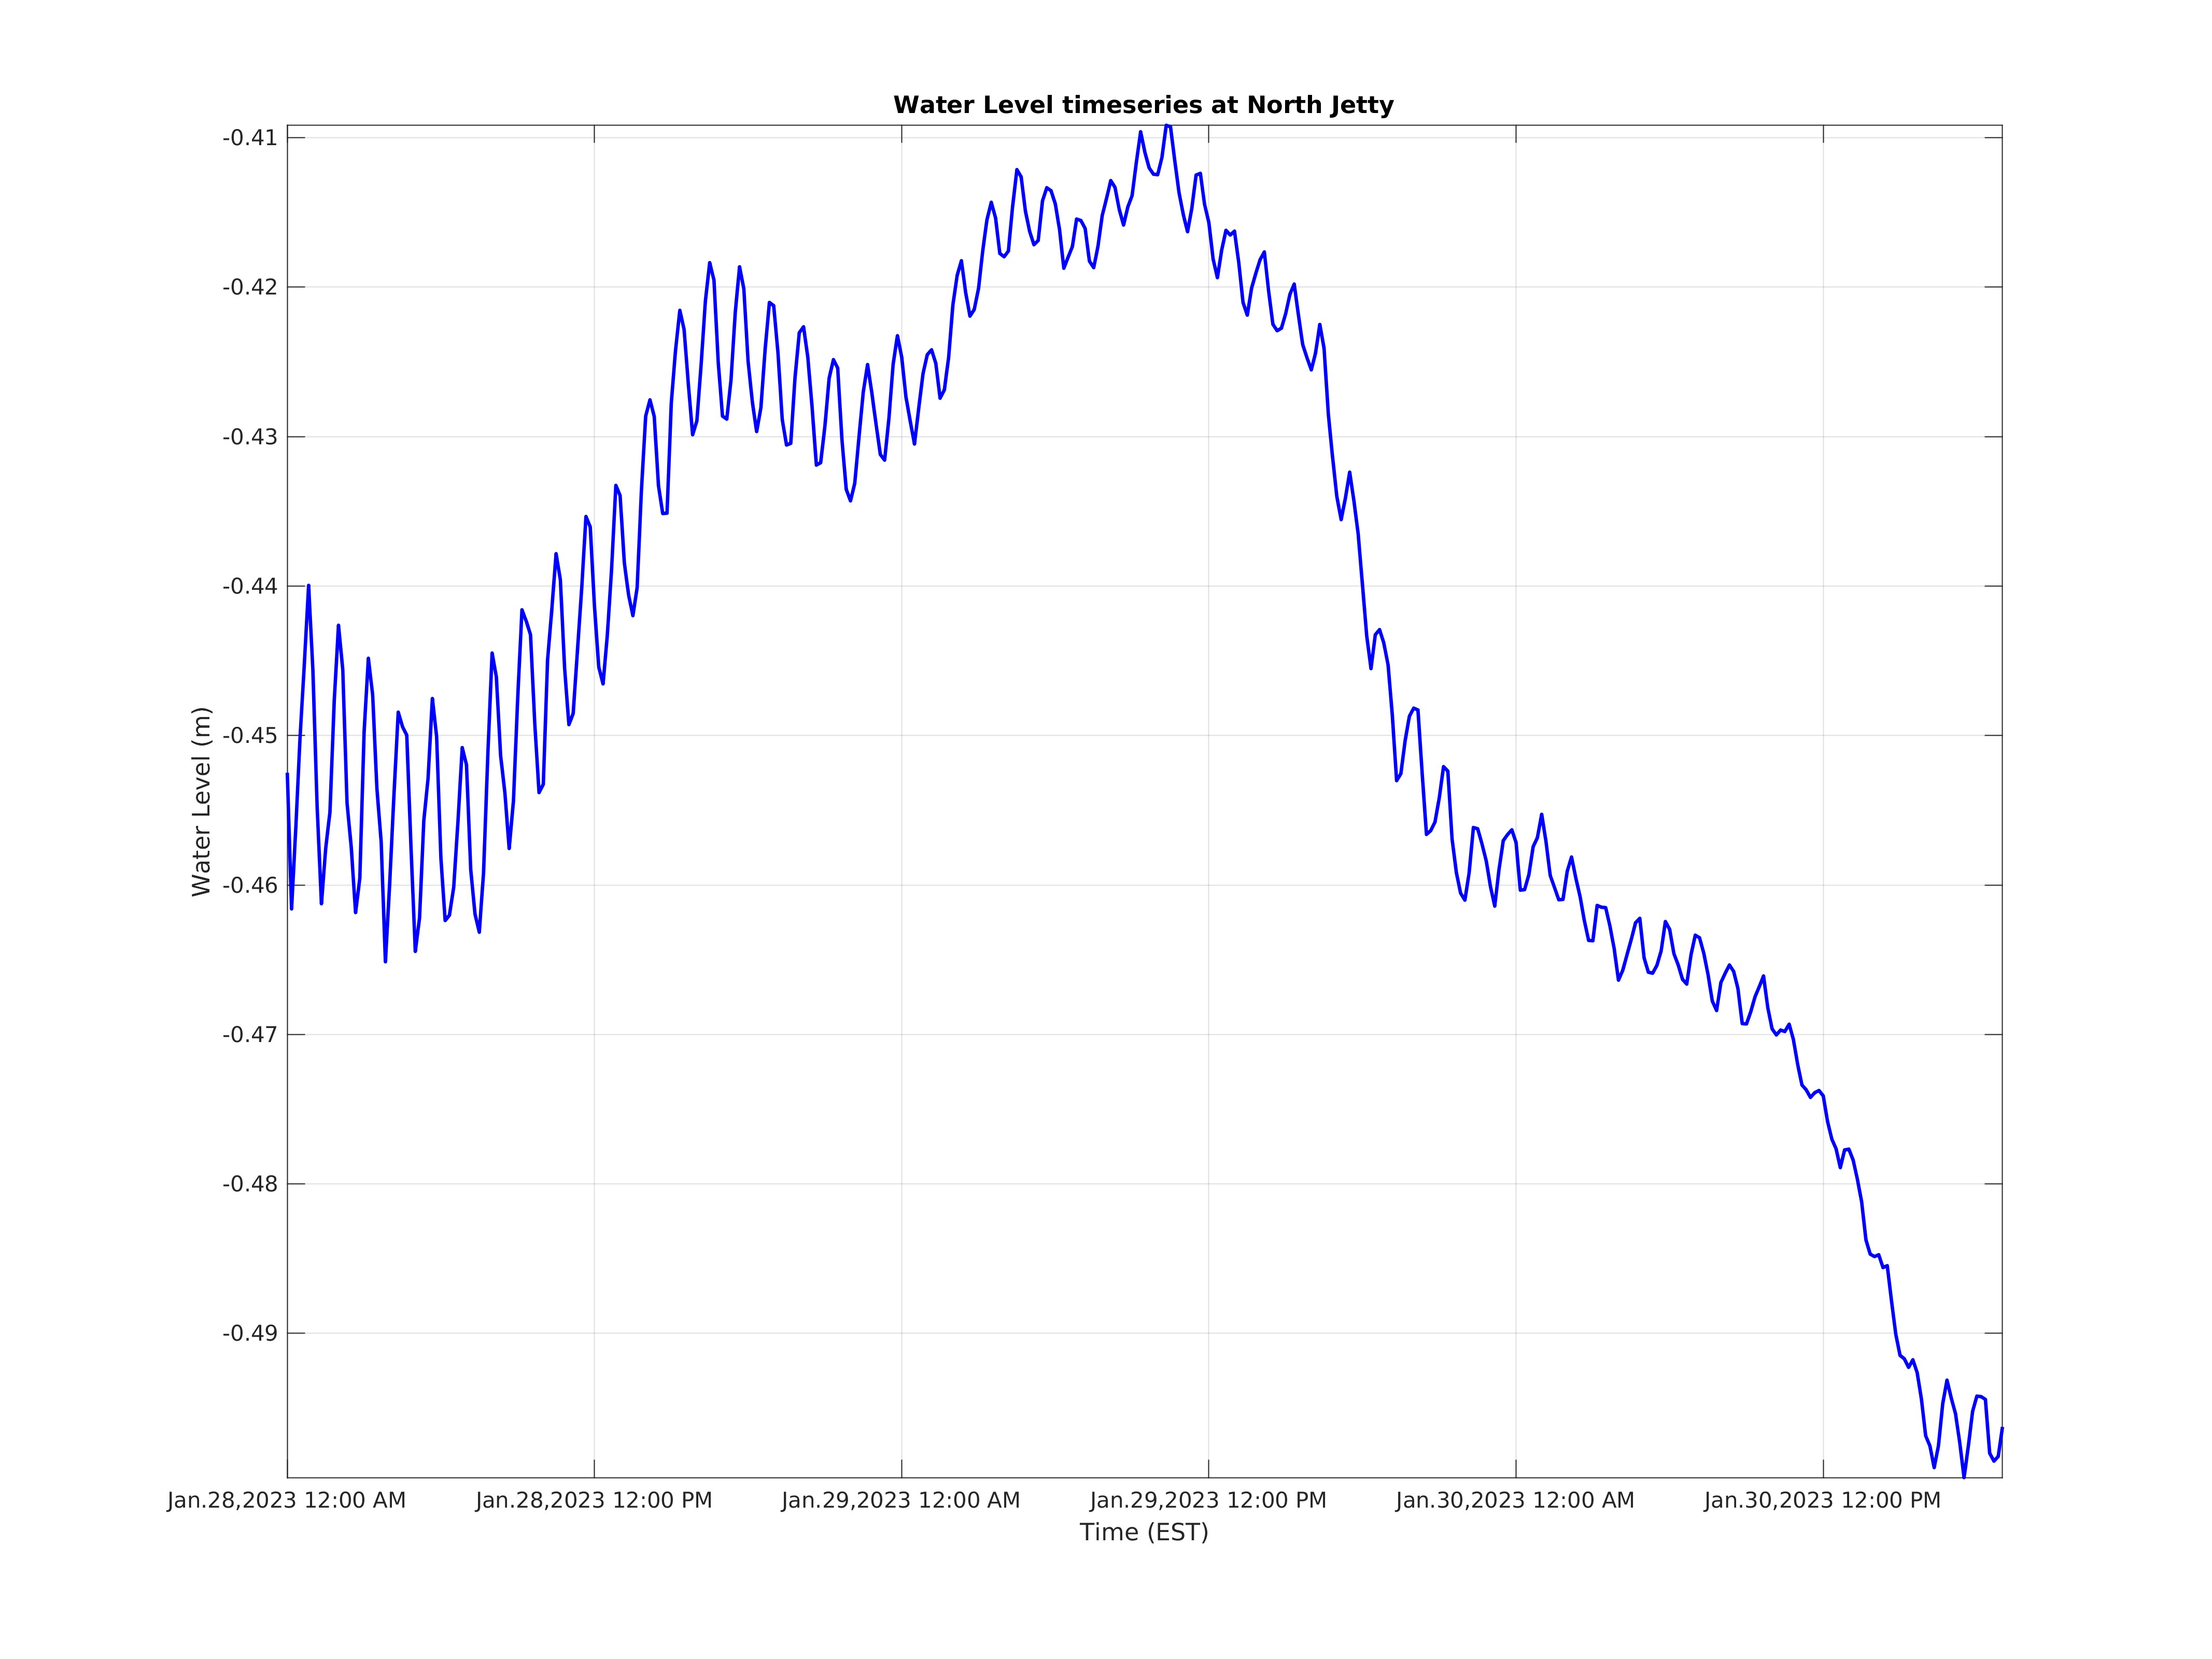 Water Level timeseries at North Jetty
-0.41
-0.42
-0.43
-0.44
-0.45
-0.46
-0.47
-0.48
-0.49
Water Level (m)
Jan.28,2023 12:00 AM
Jan.28,2023 12:00 PM
Jan.29,2023 12:00 AM
Jan.29,2023 12:00 PM
Jan.30,2023 12:00 AM
Jan.30,2023 12:00 PM
Time (EST)